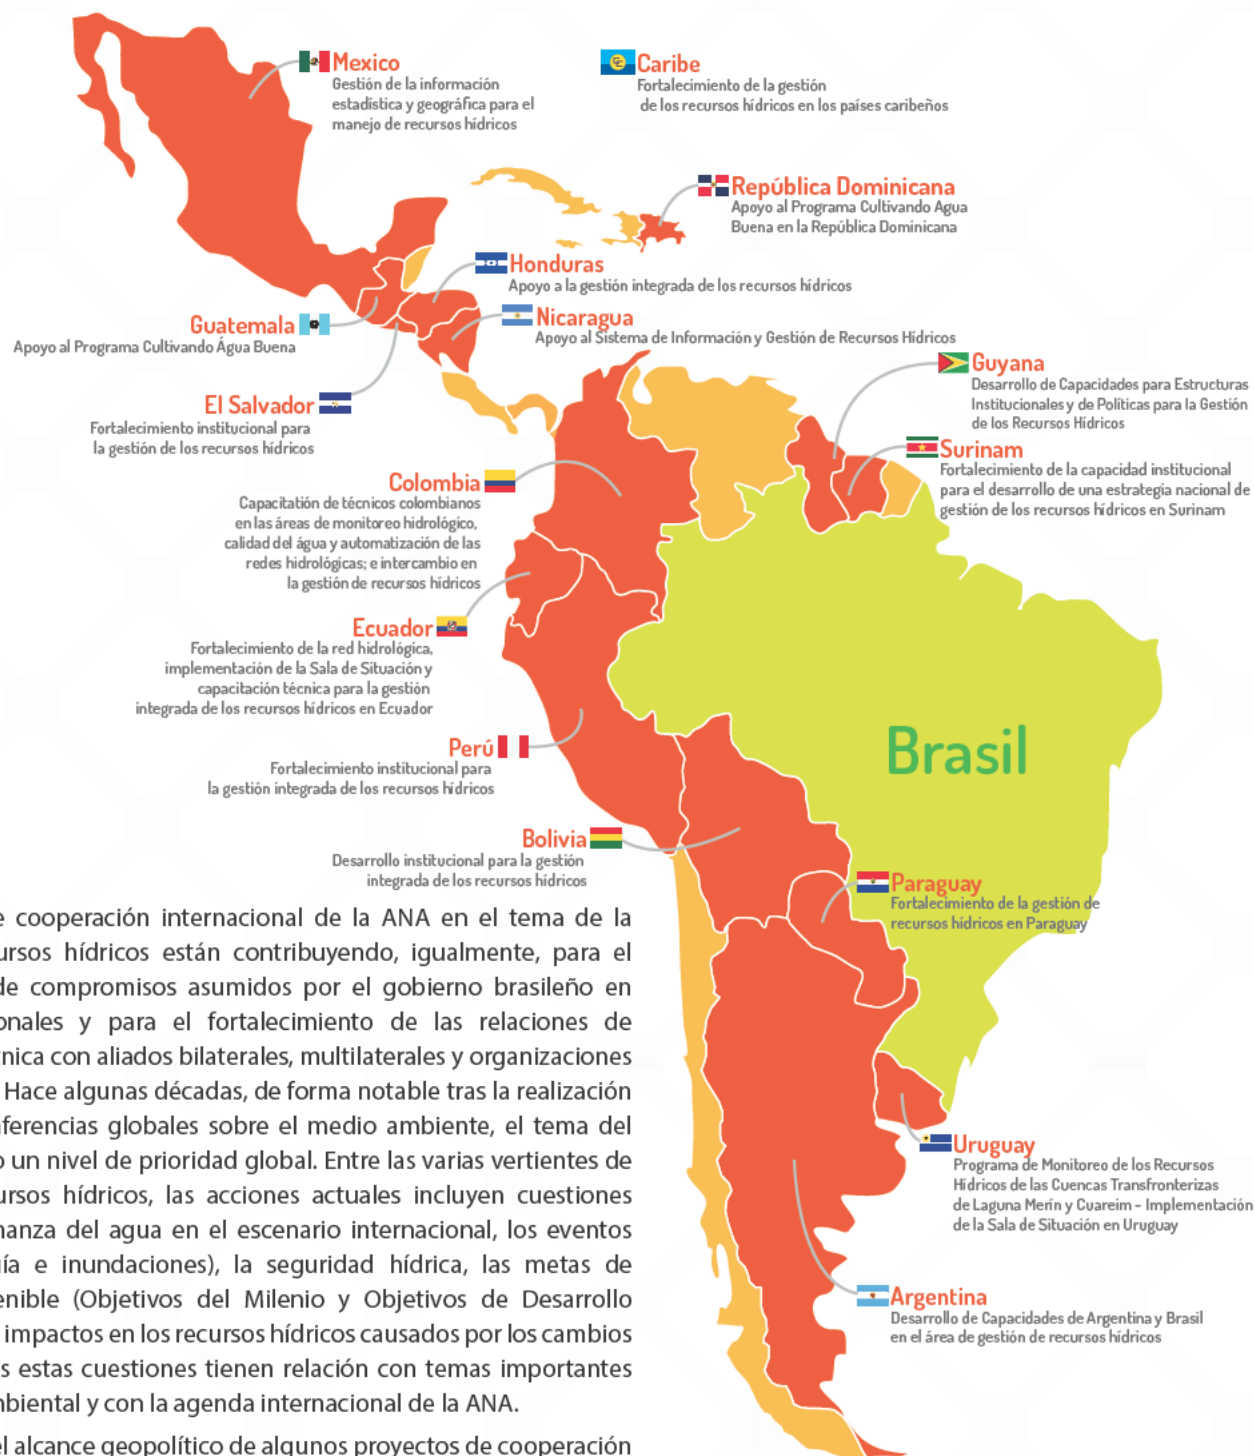 Mexico
Gestión de la información
estadística y geográfica para el
manejo de recursos hídricos
Caribe
Fortalecimiento de la gestión
de los recursos hídricos en los países caribeños
República Dominicana
Apoyo al Programa Cultivando Agua
Buena en la República Dominicana
Honduras
Apoyo a la gestión integrada de los recursos hídricos
Nicaragua
Apoyo al Sistema de Información y Gestión de Recursos Hídricos
Guatemala
Apoyo al Programa Cultivando Água Buena
El Salvador
Fortalecimiento institucional para
la gestión de los recursos hídricos
Guyana
Desarrollo de Capacidades para Estructuras
Institucionales y de Políticas para la Gestión
de los Recursos Hídricos
Surinam
Fortalecimiento de la capacidad institucional
para el desarrollo de una estrategia nacional de
gestión de los recursos hídricos en Surinam
Colombia
Capacitatión de técnicos colombianos
en las áreas de monitoreo hidrológico,
calidad del água y automatización de las
redes hidrológicas; e intercambio en
la gestión de recursos hídricos
Ecuador
Fortalecimiento de la red hidrológica,
implementación de la Sala de Situación y
capacitación técnica para la gestión
integrada de los recursos hídricos en Ecuador
Brasil
Perú
Fortalecimiento institucional para
la gestión integrada de los recursos hídricos
Bolivia
Desarrollo institucional para la gestión
integrada de los recursos hídricos
Paraguay
Fortalecimiento de la gestión de
recursos hídricos en Paraguay
Uruguay
Programa de Monitoreo de los Recursos
Hídricos de las Cuencas Transfronterizas
de Laguna Merín y Cuareim - Implementación
de la Sala de Situación en Uruguay
Argentina
Desarrollo de Capacidades de Argentina y Brasil
en el área de gestión de recursos hídricos
e cooperación internacional de la ANA en el tema de la
ursos hídricos están contribuyendo, igualmente, para el
de compromisos asumidos por el gobierno brasileño en
onales y para el fortalecimiento de las relaciones de
cnica con aliados bilaterales, multilaterales y organizaciones
Hace algunas décadas, de forma notable tras la realización
nferencias globales sobre el medio ambiente, el tema del
o un nivel de prioridad global. Entre las varias vertientes de
ursos hídricos, las acciones actuales incluyen cuestiones
nanza del agua en el escenario internacional, los eventos
uía e inundaciones), la seguridad hídrica, las metas de
enible (Objetivos del Milenio y Objetivos de Desarrollo
impactos en los recursos hídricos causados por los cambios
s estas cuestiones tienen relación con temas importantes
mbiental y con la agenda internacional de la ANA.
el alcance geopolítico de algunos proyectos de cooperación